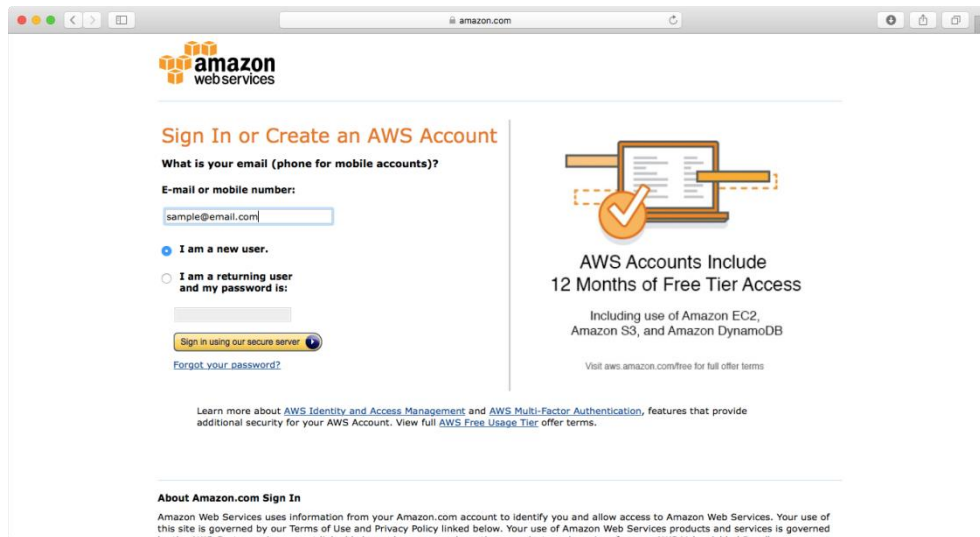 amazon.com
amazon
webservices
Sign In or Create an AWS Account
What is your email (phone for mobile accounts)?
E-mail or mobile number:
sample@email.com
I am a new user.
I am a returning user
and my password is:
Sign in using our secure server
Forgot your password?
AWS Accounts Include
12 Months of Free Tier Access
Including use of Amazon EC2,
Amazon S3, and Amazon DynamoDB
Visit aws.amazon.com/free for full offer terms
Learn more about AWS Identity and Access Management and AWS Multi-Factor Authentication, features that provide
additional security for your AWS Account. View full AWS Free Usage Tier offer terms.
About Amazon.com Sign In
Amazon Web Services uses information from your Amazon.com account to identify you and allow access to Amazon Web Services. Your use of
this site is governed by our Terms of Use and Privacy Policy linked below. Your use of Amazon Web Services products and services is governed